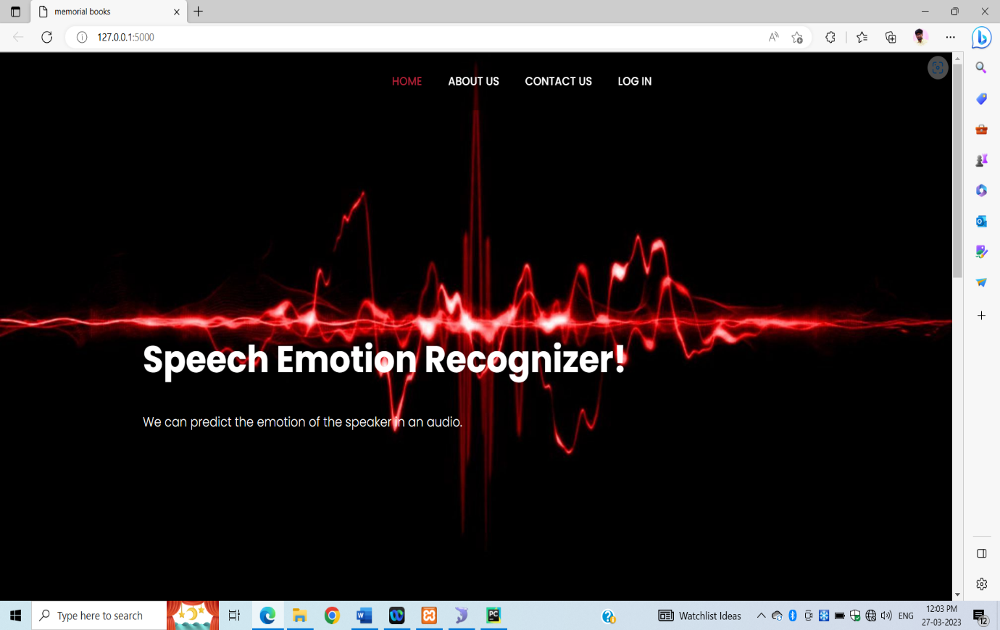 memorial books
127.0.0.1:5000
HOME
ABOUT US
CONTACT US
LOG IN
Speech Emotion Recognizer!
We can predict the emotion of the speaker in an audio.
Type here to search
Watchlist Ideas
ENG
12:03 PM
27-03-2023
12